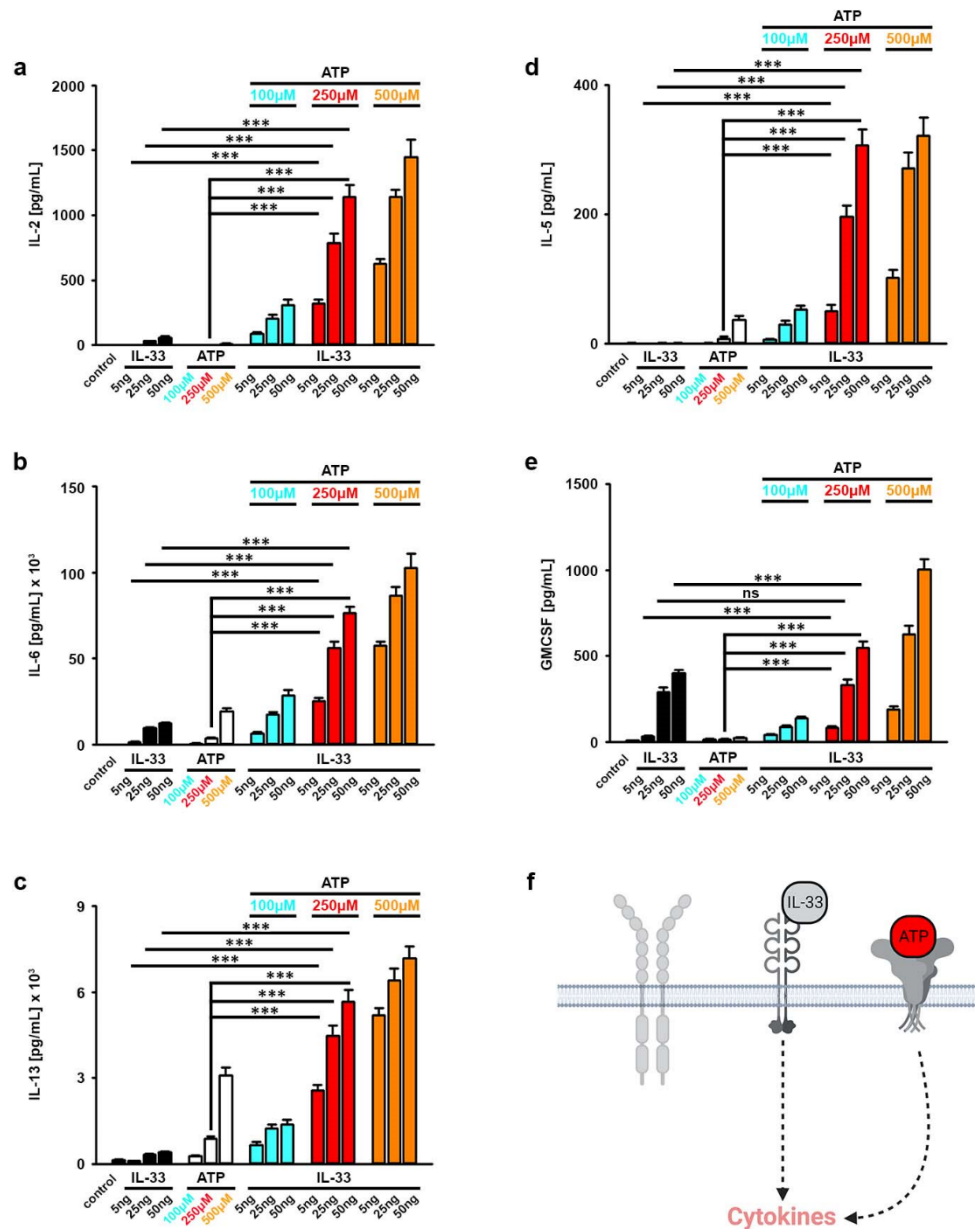 a
ATP
100µM 250µM 500µM
IL-2 [pg/mL]
2000
1500
1000
500
0
***
***
***
***
***
***
control
5ng 25ng 50ng
IL-33
100µM 250µM 500µM
ATP
5ng 25ng 50ng 5ng 25ng 50ng 5ng 25ng 50ng
IL-33
b
ATP
100µM 250µM 500µM
IL-6 [pg/mL] x 10³
150
100
50
0
***
***
***
***
***
***
control
5ng 25ng 50ng
IL-33
100µM 250µM 500µM
ATP
5ng 25ng 50ng 5ng 25ng 50ng 5ng 25ng 50ng
IL-33
c
ATP
100µM 250µM 500µM
IL-13 [pg/mL] x 10³
9
6
3
0
***
***
***
***
***
***
control
5ng 25ng 50ng
IL-33
100µM 250µM 500µM
ATP
5ng 25ng 50ng 5ng 25ng 50ng 5ng 25ng 50ng
IL-33
d
ATP
100µM 250µM 500µM
IL-5 [pg/mL]
400
200
0
***
***
***
***
***
***
control
5ng 25ng 50ng
IL-33
100µM 250µM 500µM
ATP
5ng 25ng 50ng 5ng 25ng 50ng 5ng 25ng 50ng
IL-33
e
ATP
100µM 250µM 500µM
GMCSF [pg/mL]
1500
1000
500
0
***
ns
***
***
***
***
control
5ng 25ng 50ng
IL-33
100µM 250µM 500µM
ATP
5ng 25ng 50ng 5ng 25ng 50ng 5ng 25ng 50ng
IL-33
f
IL-33
ATP
Cytokines